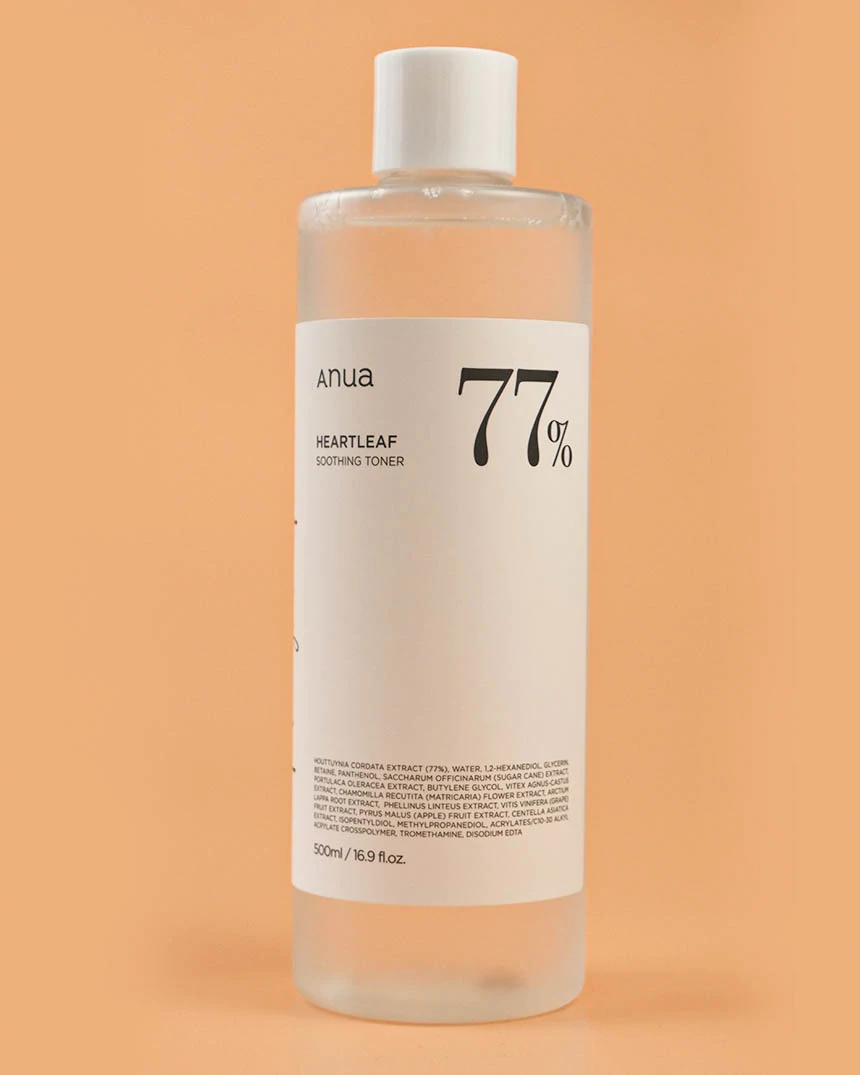 Anua
77%
HEARTLEAF
SOOTHING TONER
HOUTTUYNIA CORDATA EXTRACT (77%), WATER, 1,2-HEXANEDIOL, GLYCERIN,
BETAINE, PANTHENOL, SACCHARUM OFFICINARUM (SUGAR CANE) EXTRACT,
PORTULACA OLERACEA EXTRACT, BUTYLENE GLYCOL, VITEX AGNUS-CASTUS
EXTRACT, CHAMOMILLA RECUTITA (MATRICARIA) FLOWER EXTRACT, ARCTIUM
LAPPA ROOT EXTRACT, PHELLINUS LINTEUS EXTRACT, VITIS VINIFERA (GRAPE)
FRUIT EXTRACT, PYRUS MALUS (APPLE) FRUIT EXTRACT, CENTELLA ASIATICA
EXTRACT, ISOPENTYLDIOL, METHYLPROPANEDIOL, ACRYLATES/C10-30 ALKYL
ACRYLATE CROSSPOLYMER, TROMETHAMINE, DISODIUM EDTA
500ml / 16.9 fl.oz.